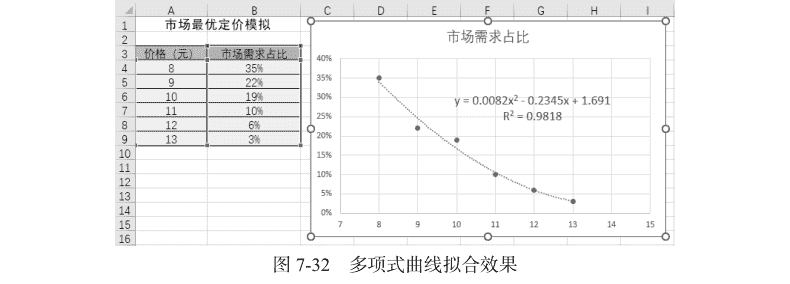 A B C D E F G H I
1 市场最优定价模拟
2
3 价格（元） 市场需求占比
4 8 35%
5 9 22%
6 10 19%
7 11 10%
8 12 6%
9 13 3%
10
11
12
13
14
15
16
市场需求占比
40%
35%
30%
25%
20%
15%
10%
5%
0%
y = 0.0082x² - 0.2345x + 1.691
R² = 0.9818
7 8 9 10 11 12 13 14 15
图 7-32 多项式曲线拟合效果